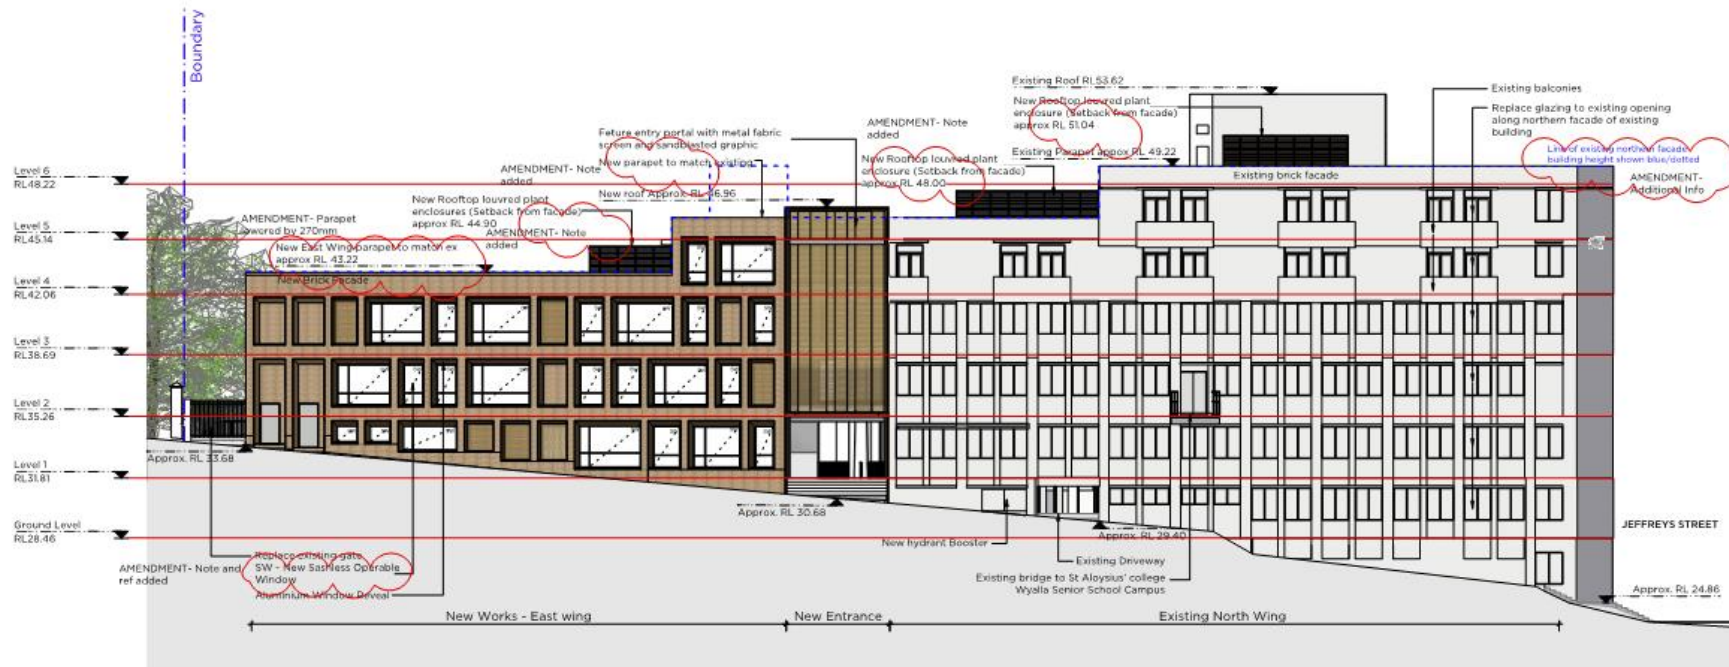 Boundary
Level 6
RL48.22
Level 5
RL45.14
Level 4
RL42.06
Level 3
RL38.69
Level 2
RL35.26
Level 1
RL31.81
Ground Level
RL28.46
AMENDMENT- Parapet
lowered by 270mm
New East Wing parapet to match ex
approx RL 43.22
New Brick Facade
New Rooftop louvred plant
enclosures (Setback from facade)
approx RL 44.90
AMENDMENT- Note
added
AMENDMENT- Note
added
Feture entry portal with metal fabric
screen and sandblasted graphic
New parapet to match existing
New roof Approx. RL 46.96
AMENDMENT- Note
added
New Rooftop louvred plant
enclosure (Setback from facade)
approx RL 48.00
Existing Roof RL53.62
New Rooftop louvred plant
enclosure (Setback from facade)
approx RL 51.04
Existing Parapet appox RL 49.22
Existing brick facade
Existing balconies
Replace glazing to existing opening
along northern facade of existing
building
Line of existing northern facade
building height shown blue/dotted
AMENDMENT-
Additional Info
Approx. RL 33.68
Approx. RL 30.68
Approx. RL 29.40
Approx. RL 24.86
JEFFREYS STREET
New hydrant Booster
Existing Driveway
Existing bridge to St Aloysius' college
Wyalla Senior School Campus
AMENDMENT- Note and
ref added
Replace existing gate
SW - New Sashless Operable
Window
Aluminium Window Reveal
New Works - East wing
New Entrance
Existing North Wing